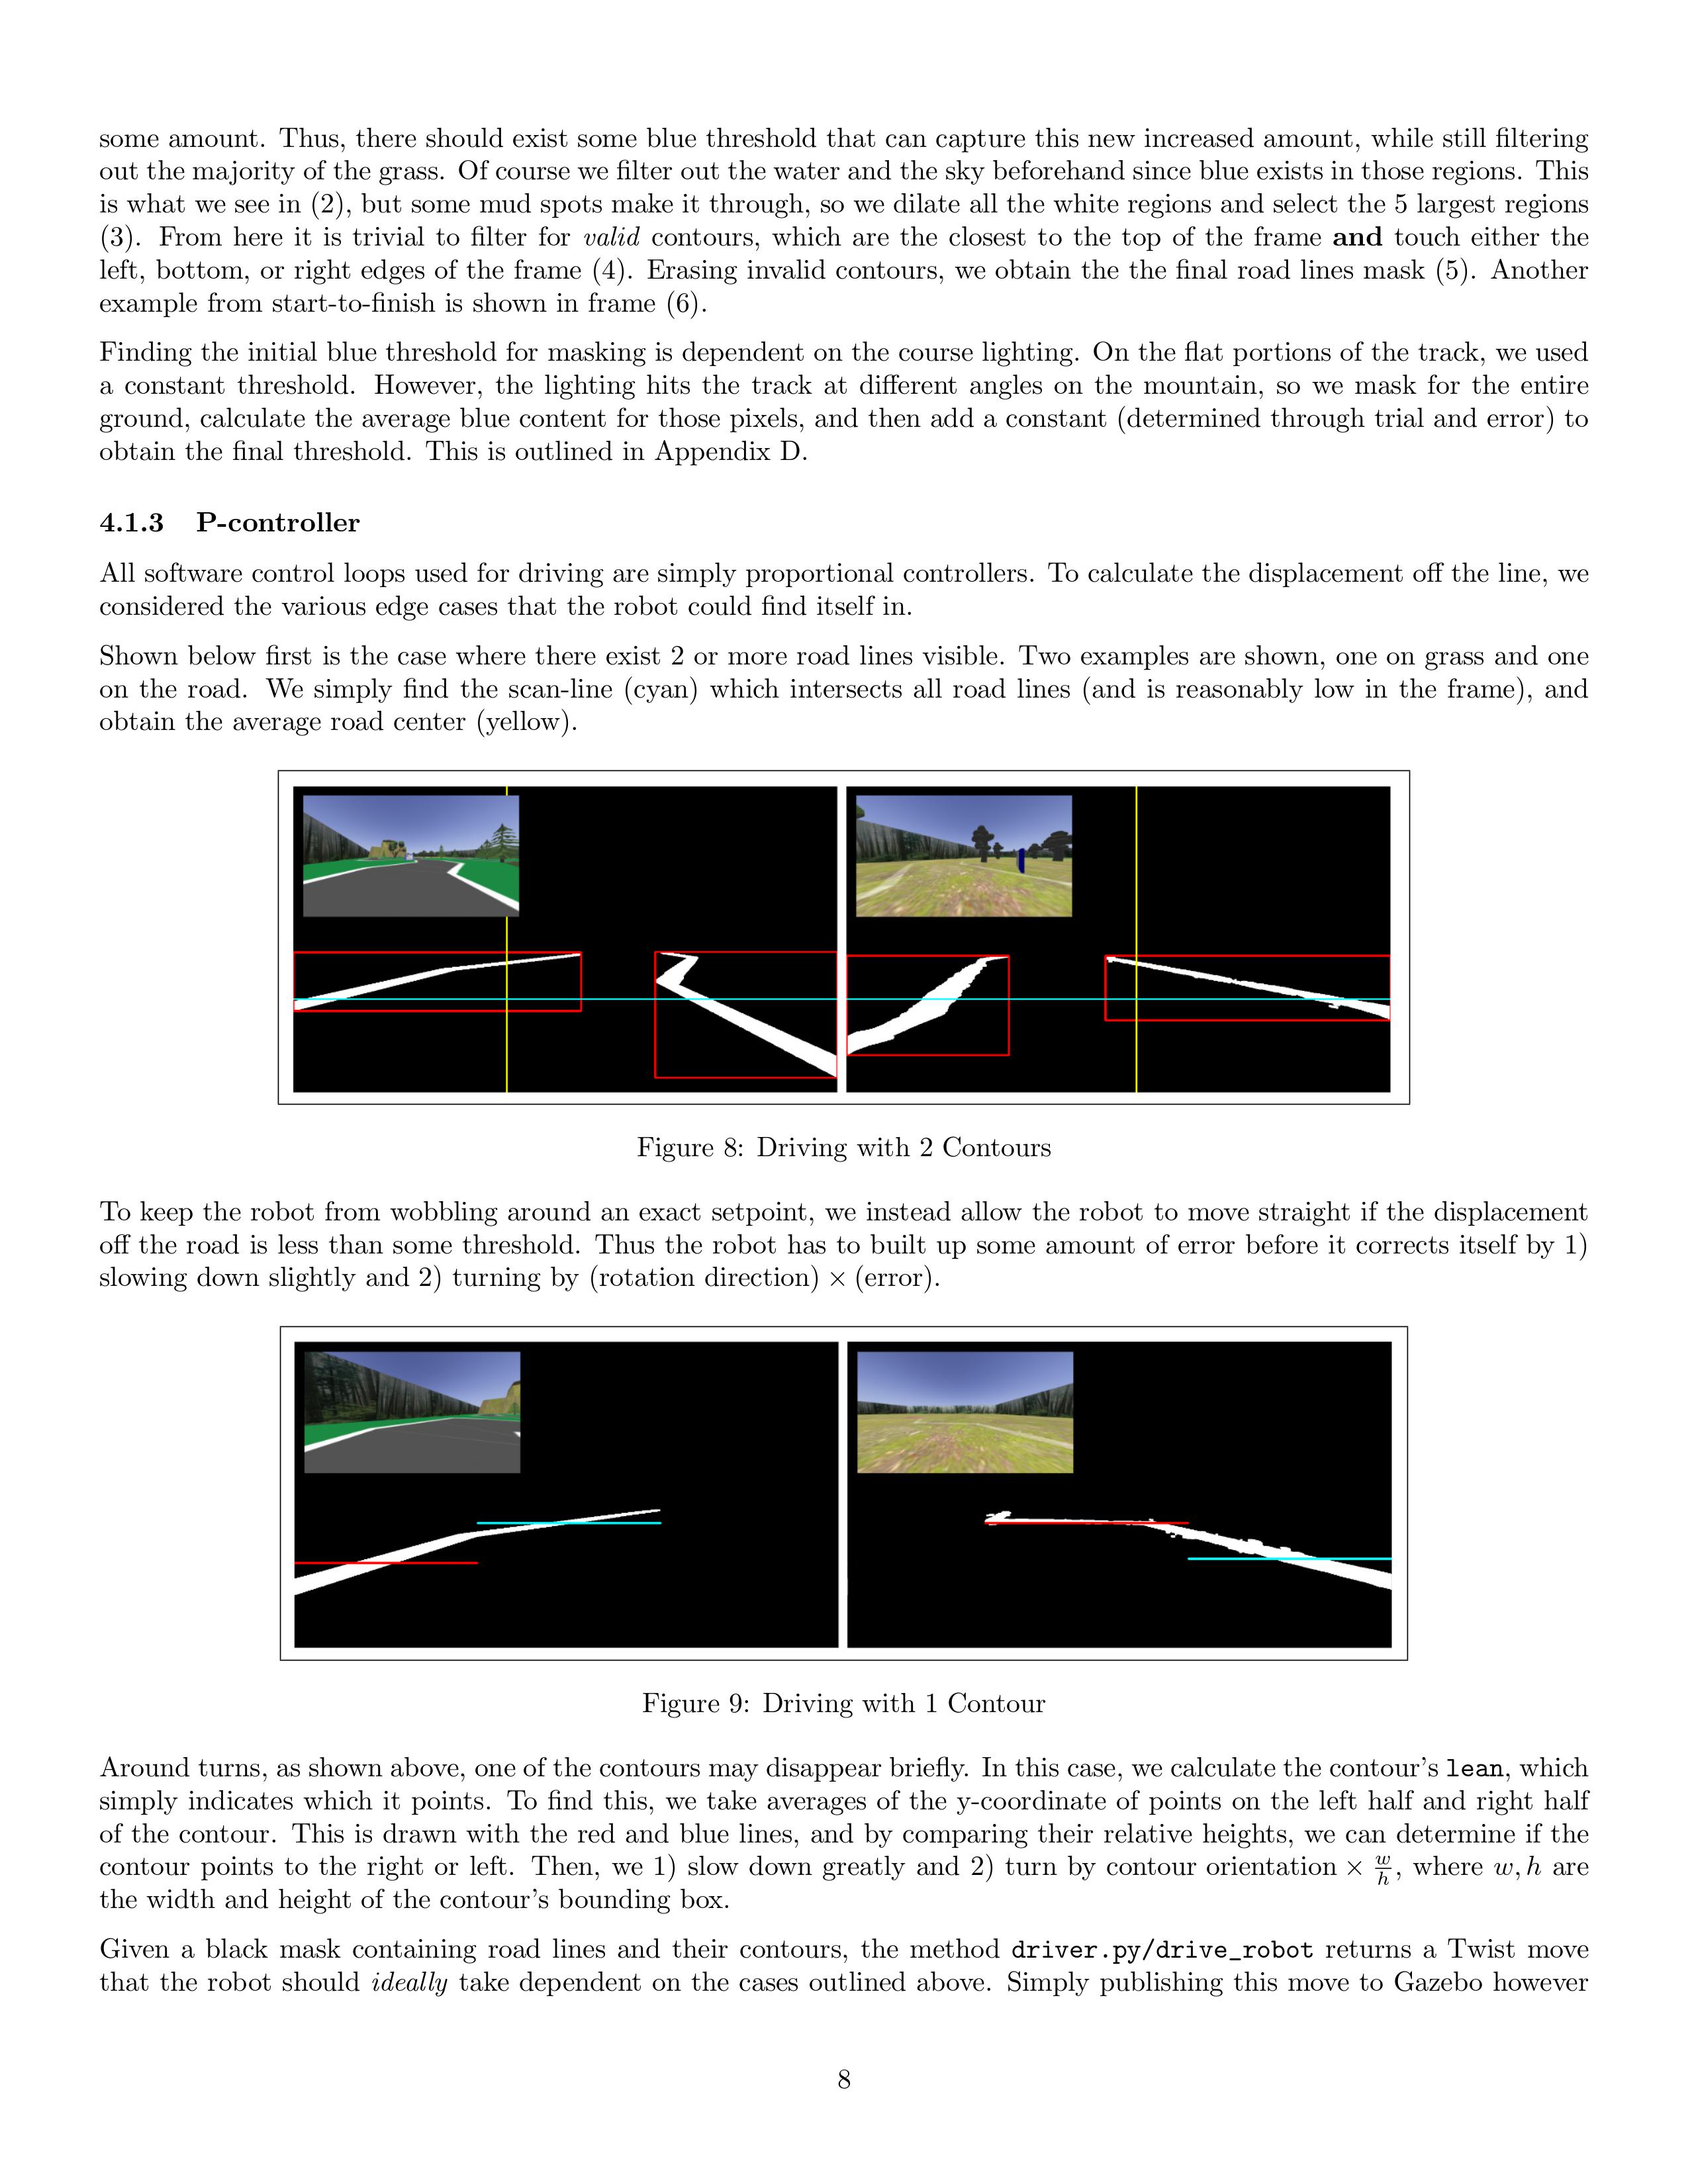 some amount. Thus, there should exist some blue threshold that can capture this new increased amount, while still filtering
out the majority of the grass. Of course we filter out the water and the sky beforehand since blue exists in those regions. This
is what we see in (2), but some mud spots make it through, so we dilate all the white regions and select the 5 largest regions
(3). From here it is trivial to filter for valid contours, which are the closest to the top of the frame and touch either the
left, bottom, or right edges of the frame (4). Erasing invalid contours, we obtain the the final road lines mask (5). Another
example from start-to-finish is shown in frame (6).
Finding the initial blue threshold for masking is dependent on the course lighting. On the flat portions of the track, we used
a constant threshold. However, the lighting hits the track at different angles on the mountain, so we mask for the entire
ground, calculate the average blue content for those pixels, and then add a constant (determined through trial and error) to
obtain the final threshold. This is outlined in Appendix D.
4.1.3 P-controller
All software control loops used for driving are simply proportional controllers. To calculate the displacement off the line, we
considered the various edge cases that the robot could find itself in.
Shown below first is the case where there exist 2 or more road lines visible. Two examples are shown, one on grass and one
on the road. We simply find the scan-line (cyan) which intersects all road lines (and is reasonably low in the frame), and
obtain the average road center (yellow).
Figure 8: Driving with 2 Contours
To keep the robot from wobbling around an exact setpoint, we instead allow the robot to move straight if the displacement
off the road is less than some threshold. Thus the robot has to built up some amount of error before it corrects itself by 1)
slowing down slightly and 2) turning by (rotation direction) × (error).
Figure 9: Driving with 1 Contour
Around turns, as shown above, one of the contours may disappear briefly. In this case, we calculate the contour's lean, which
simply indicates which it points. To find this, we take averages of the y-coordinate of points on the left half and right half
of the contour. This is drawn with the red and blue lines, and by comparing their relative heights, we can determine if the
contour points to the right or left. Then, we 1) slow down greatly and 2) turn by contour orientation × w/h, where w, h are
the width and height of the contour's bounding box.
Given a black mask containing road lines and their contours, the method driver.py/drive_robot returns a Twist move
that the robot should ideally take dependent on the cases outlined above. Simply publishing this move to Gazebo however
8